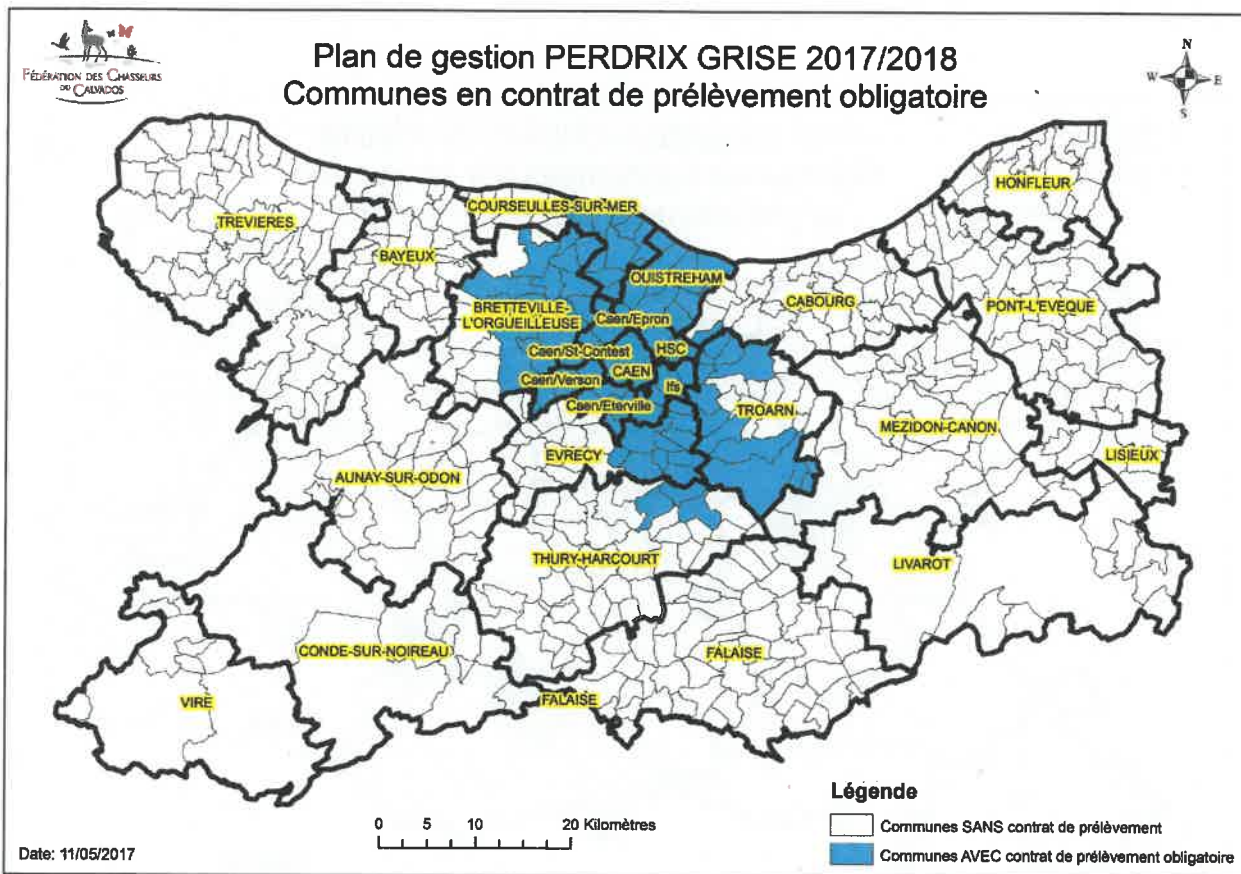 Plan de gestion PERDRIX GRISE 2017/2018
Communes en contrat de prélèvement obligatoire
FÉDÉRATION DES CHASSEURS
DU CALVADOS
N
W
E
S
HONFLEUR
COURSEULLES-SUR-MER
TREVIERES
BAYEUX
OUISTREHAM
CABOURG
PONT-L'EVEQUE
BRETTEVILLE-
L'ORGUEILLEUSE
Caen/Epron
Caen/St-Contest
HSC
CAEN
Caen/Verson
Ifs
Caen/Eterville
TROARN
MEZIDON-CANON
EVRECY
LISIEUX
AUNAY-SUR-ODON
THURY-HARCOURT
LIVAROT
CONDE-SUR-NOIREAU
FALAISE
VIRE
FALAISE
Légende
Communes SANS contrat de prélèvement
Communes AVEC contrat de prélèvement obligatoire
0 5 10 20 Kilomètres
Date: 11/05/2017